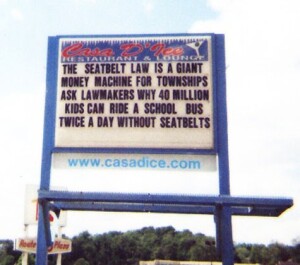 Casa D' Ice
RESTAURANT & LOUNGE
THE SEATBELT LAW IS A GIANT
MONEY MACHINE FOR TOWNSHIPS
ASK LAWMAKERS WHY 40 MILLION
KIDS CAN RIDE A SCHOOL BUS
TWICE A DAY WITHOUT SEATBELTS
www.casadice.com
Plaza